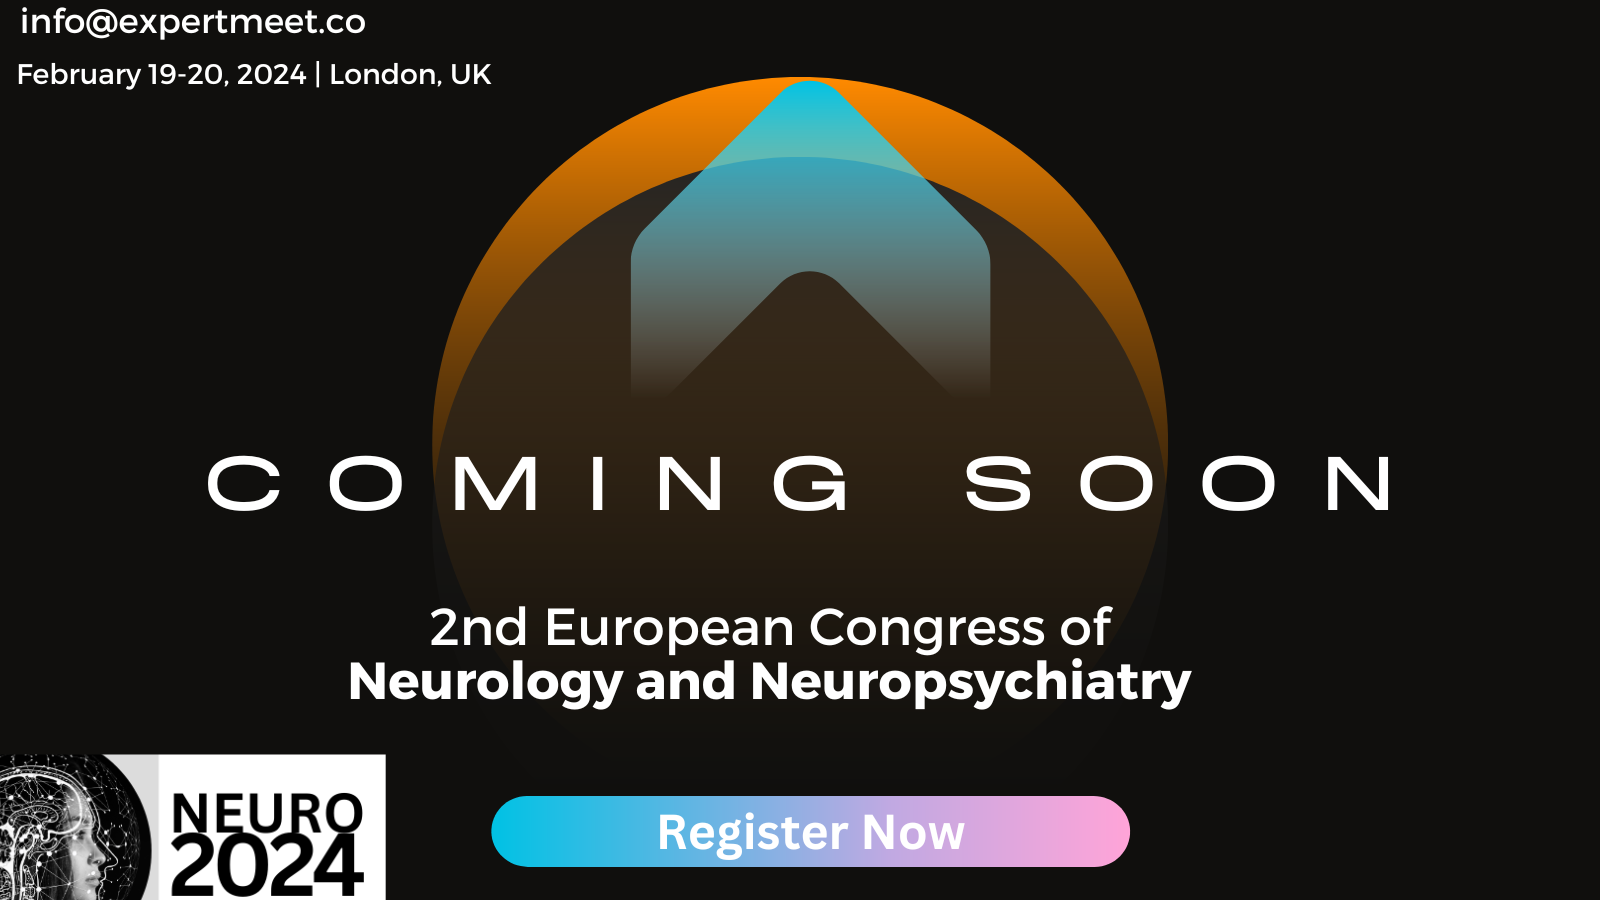 info@expertmeet.co
February 19-20, 2024 | London, UK
COMING SOON
2nd European Congress of
Neurology and Neuropsychiatry
NEURO
2024
Register Now